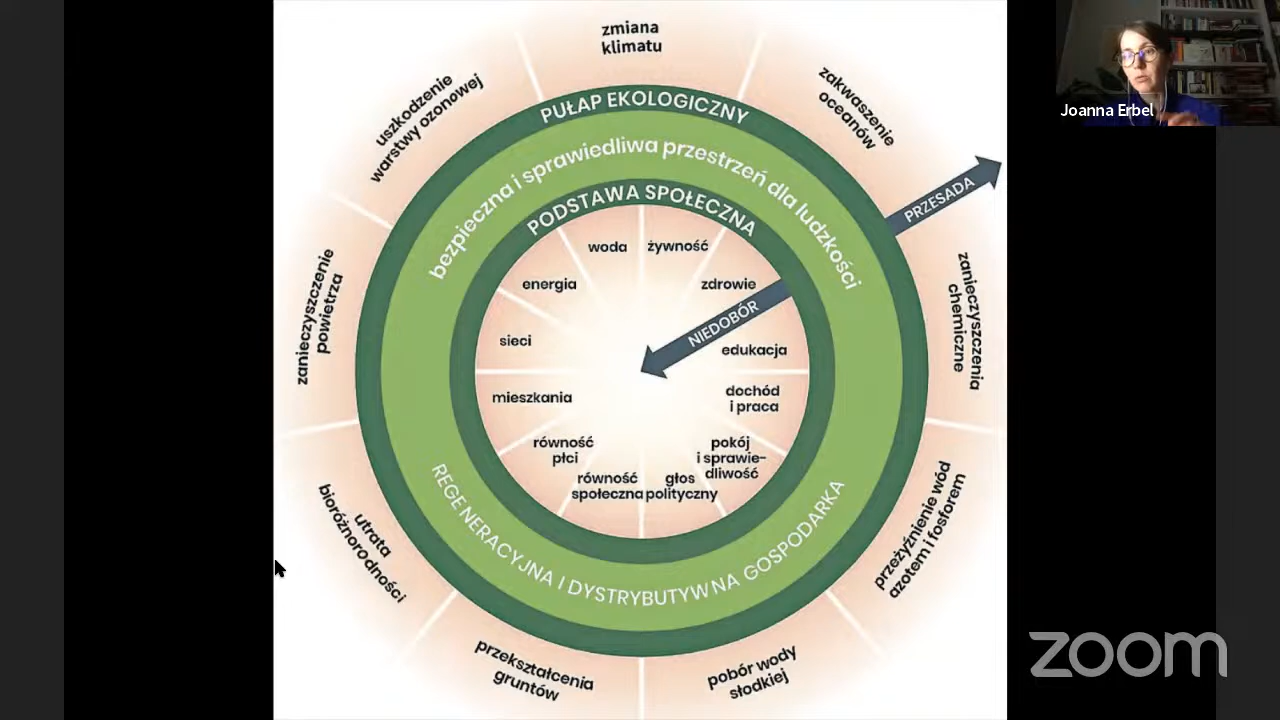 zmiana
klimatu
zakwaszenie
oceanów
zanieczyszczenia
chemiczne
przeżyźnienie wód
azotem i fosforem
pobór wody
słodkiej
przekształcenia
gruntów
utrata
bioróżnorodności
zanieczyszczenie
powietrza
uszkodzenie
warstwy ozonowej
PUŁAP EKOLOGICZNY
bezpieczna i sprawiedliwa przestrzeń dla ludzkości
PODSTAWA SPOŁECZNA
PRZESADA
NIEDOBÓR
woda
żywność
zdrowie
edukacja
dochód
i praca
pokój
i sprawie-
dliwość
głos
polityczny
równość
społeczna
równość
płci
mieszkania
sieci
energia
REGENERACYJNA I DYSTRYBUTYWNA GOSPODARKA
Joanna Erbel
zoom